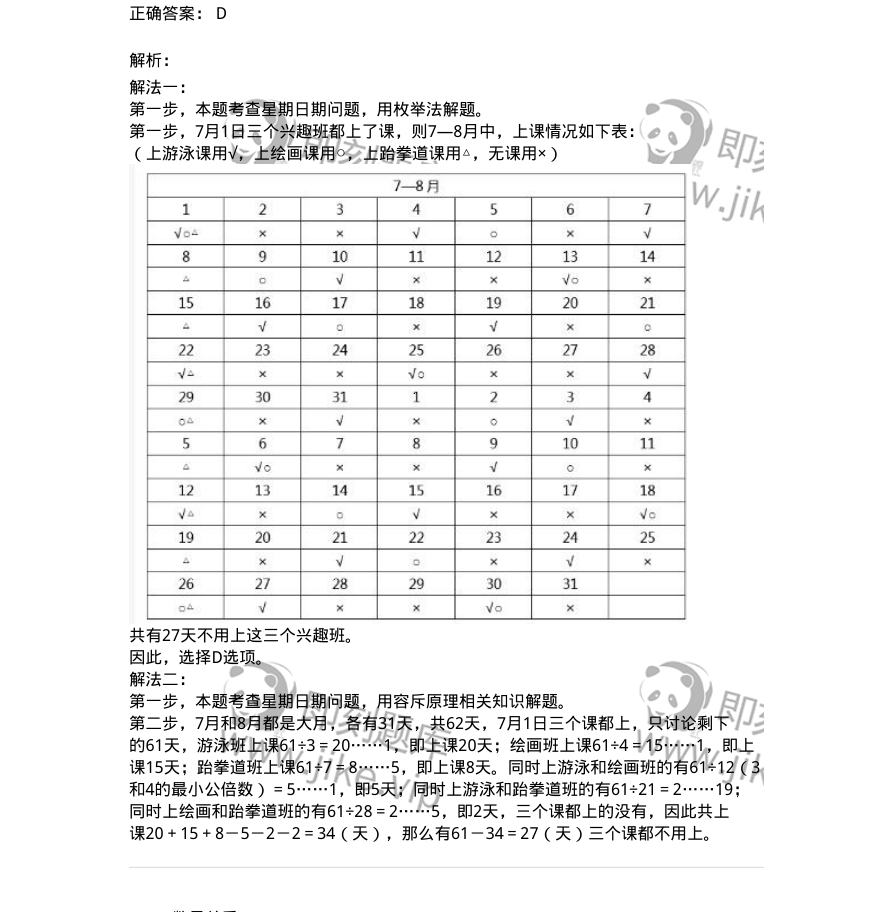 正确答案： D
解析：
解法一：
第一步，本题考查星期日期问题，用枚举法解题。
第一步，7月1日三个兴趣班都上了课，则7—8月中，上课情况如下表：
（上游泳课用√，上绘画课用○，上跆拳道课用△，无课用×）
7—8月
1 2 3 4 5 6 7
√○△ × × √ ○ × √
8 9 10 11 12 13 14
△ ○ √ × × √○ ×
15 16 17 18 19 20 21
△ √ ○ × √ × ○
22 23 24 25 26 27 28
√△ × × √○ × × √
29 30 31 1 2 3 4
○△ × √ × ○ √ ×
5 6 7 8 9 10 11
△ √○ × × √ ○ ×
12 13 14 15 16 17 18
√△ × ○ √ × × √○
19 20 21 22 23 24 25
△ × √ ○ × √ ×
26 27 28 29 30 31
○△ √ × × √○ ×
共有27天不用上这三个兴趣班。
因此，选择D选项。
解法二：
第一步，本题考查星期日期问题，用容斥原理相关知识解题。
第二步，7月和8月都是大月，各有31天，共62天，7月1日三个课都上，只讨论剩下
的61天，游泳班上课61÷3＝20……1，即上课20天；绘画班上课61÷4＝15……1，即上
课15天；跆拳道班上课61÷7＝8……5，即上课8天。同时上游泳和绘画班的有61÷12（3
和4的最小公倍数）＝5……1，即5天；同时上游泳和跆拳道班的有61÷21＝2……19；
同时上绘画和跆拳道班的有61÷28＝2……5，即2天，三个课都上的没有，因此共上
课20＋15＋8－5－2－2＝34（天），那么有61－34＝27（天）三个课都不用上。